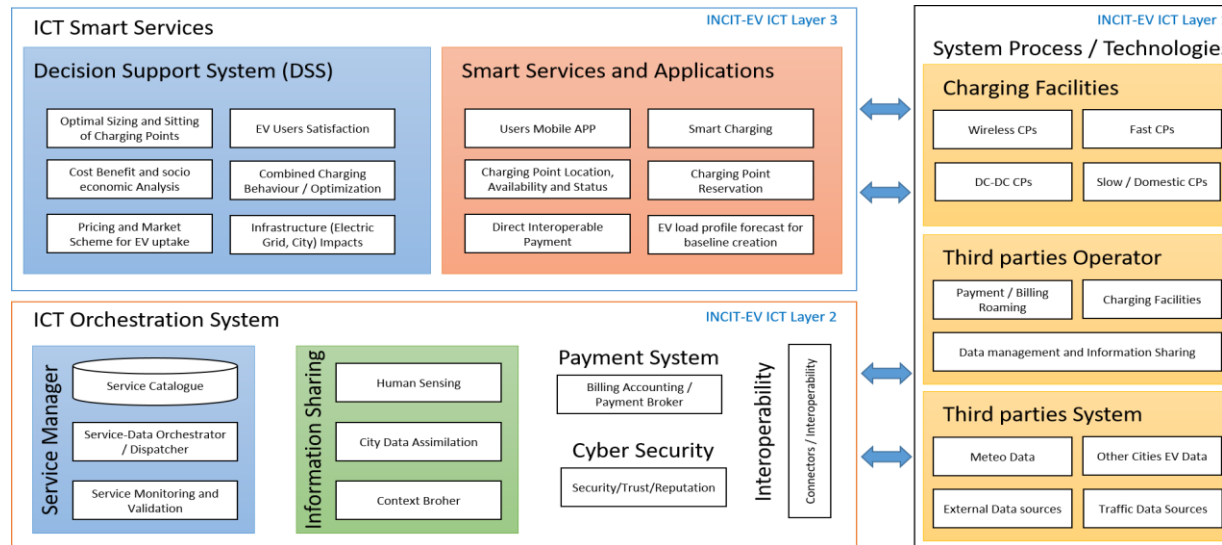 ICT Smart Services
INCIT-EV ICT Layer 3
Decision Support System (DSS)
Optimal Sizing and Sitting
of Charging Points
EV Users Satisfaction
Cost Benefit and socio
economic Analysis
Combined Charging
Behaviour / Optimization
Pricing and Market
Scheme for EV uptake
Infrastructure (Electric
Grid, City) Impacts
Smart Services and Applications
Users Mobile APP
Smart Charging
Charging Point Location,
Availability and Status
Charging Point
Reservation
Direct Interoperable
Payment
EV load profile forecast for
baseline creation
ICT Orchestration System
INCIT-EV ICT Layer 2
Service Manager
Service Catalogue
Service-Data Orchestrator
/ Dispatcher
Service Monitoring and
Validation
Information Sharing
Human Sensing
City Data Assimilation
Context Broher
Payment System
Billing Accounting /
Payment Broker
Cyber Security
Security/Trust/Reputation
Interoperability
Connectors / Interoperability
INCIT-EV ICT Layer
System Process / Technologies
Charging Facilities
Wireless CPs
Fast CPs
DC-DC CPs
Slow / Domestic CPs
Third parties Operator
Payment / Billing
Roaming
Charging Facilities
Data management and Information Sharing
Third parties System
Meteo Data
Other Cities EV Data
External Data sources
Traffic Data Sources